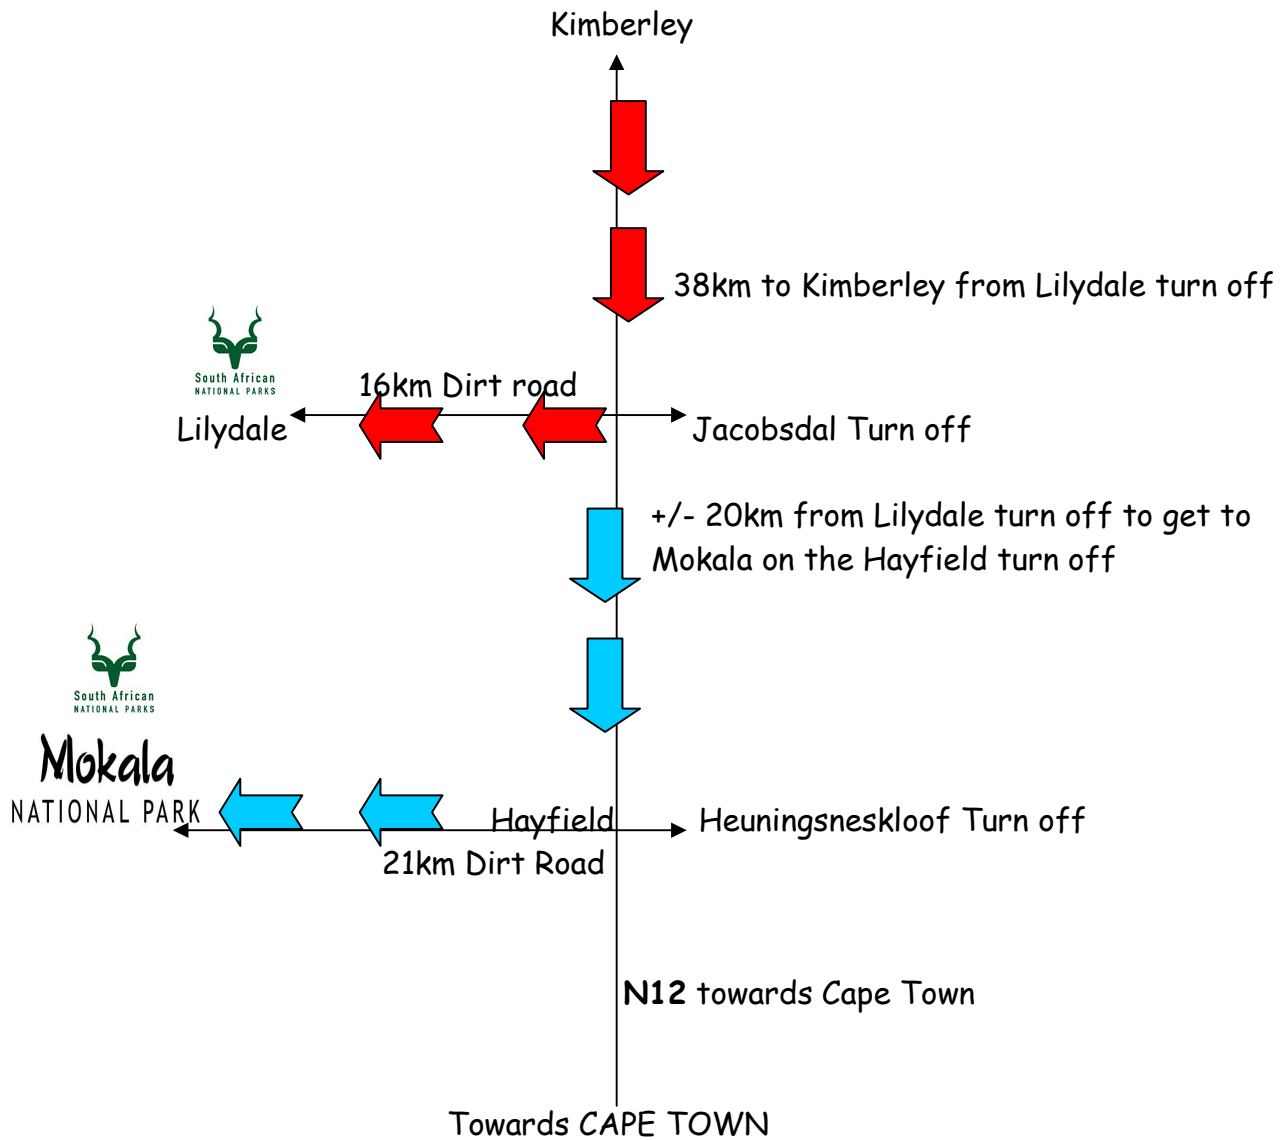 Kimberley
38km to Kimberley from Lilydale turn off
South African
NATIONAL PARKS
16km Dirt road
Lilydale
Jacobsdal Turn off
+/- 20km from Lilydale turn off to get to
Mokala on the Hayfield turn off
South African
NATIONAL PARKS
Mokala
NATIONAL PARK
Hayfield
Heuningsneskloof Turn off
21km Dirt Road
N12 towards Cape Town
Towards CAPE TOWN